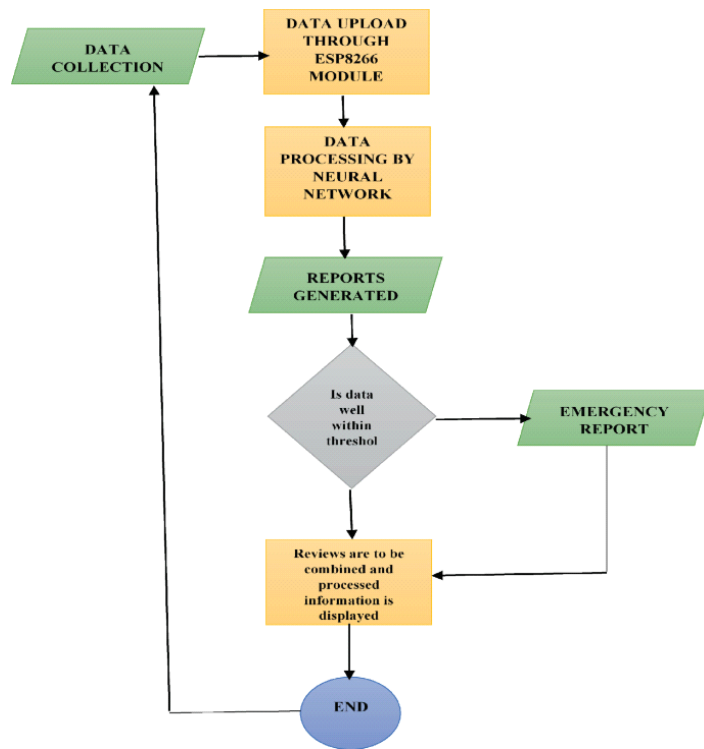 DATA
COLLECTION
DATA UPLOAD
THROUGH
ESP8266
MODULE
DATA
PROCESSING BY
NEURAL
NETWORK
REPORTS
GENERATED
Is data
well
within
threshol
EMERGENCY
REPORT
Reviews are to be
combined and
processed
information is
displayed
END